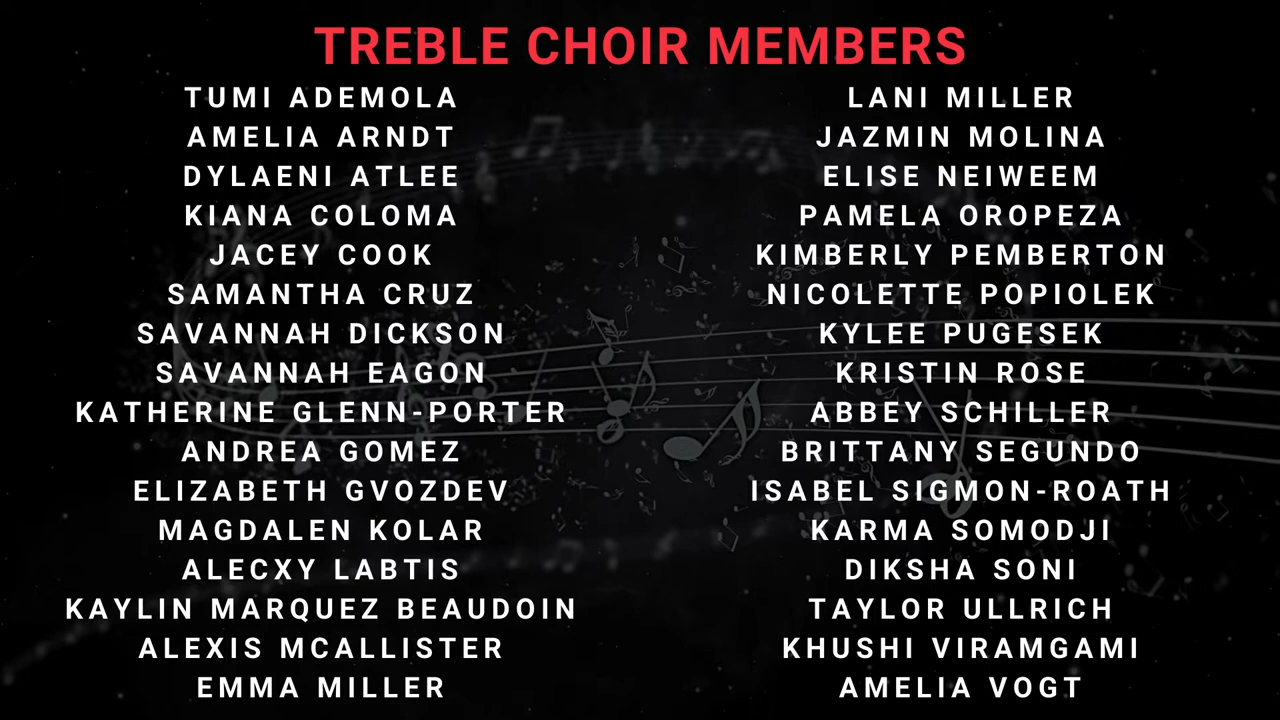 TREBLE CHOIR MEMBERS
TUMI ADEMOLA
AMELIA ARNDT
DYLAENI ATLEE
KIANA COLOMA
JACEY COOK
SAMANTHA CRUZ
SAVANNAH DICKSON
SAVANNAH EAGON
KATHERINE GLENN-PORTER
ANDREA GOMEZ
ELIZABETH GVOZDEV
MAGDALEN KOLAR
ALECXY LABTIS
KAYLIN MARQUEZ BEAUDOIN
ALEXIS MCALLISTER
EMMA MILLER
LANI MILLER
JAZMIN MOLINA
ELISE NEIWEEM
PAMELA OROPEZA
KIMBERLY PEMBERTON
NICOLETTE POPIOLEK
KYLEE PUGESEK
KRISTIN ROSE
ABBEY SCHILLER
BRITTANY SEGUNDO
ISABEL SIGMON-ROATH
KARMA SOMODJI
DIKSHA SONI
TAYLOR ULLRICH
KHUSHI VIRAMGAMI
AMELIA VOGT